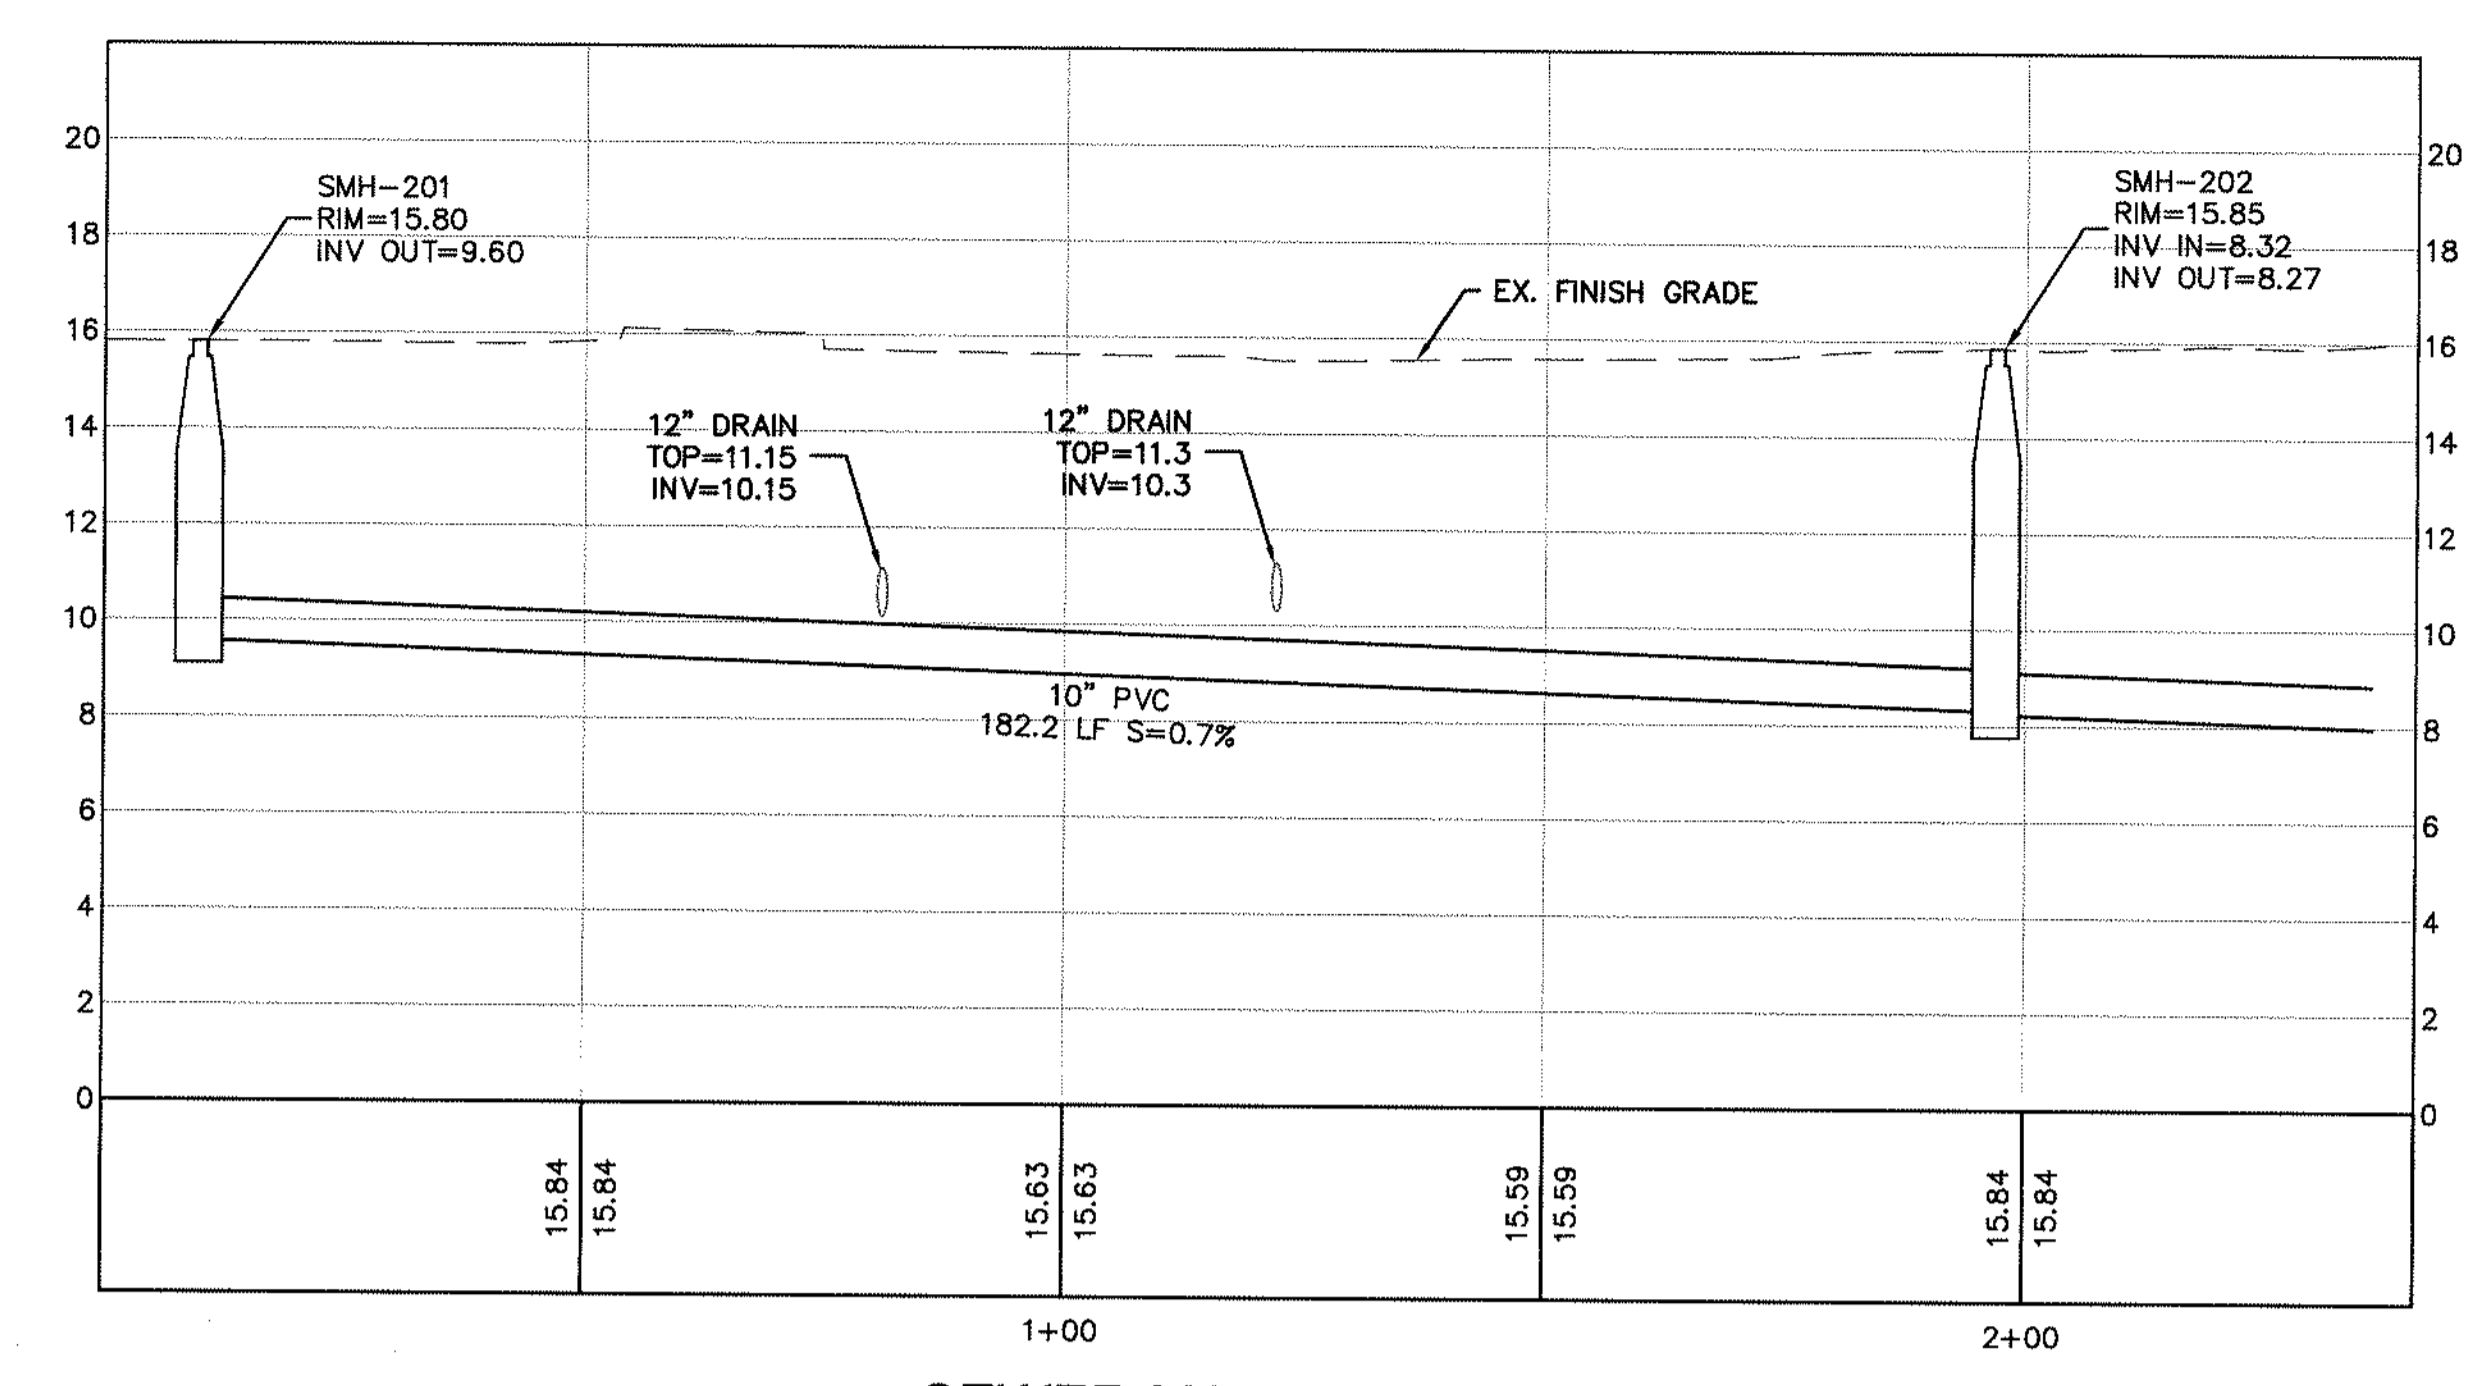 20
18
16
14
12
10
8
6
4
2
0
SMH-201
RIM=15.80
INV OUT=9.60
12" DRAIN
TOP=11.15
INV=10.15
12" DRAIN
TOP=11.3
INV=10.3
EX. FINISH GRADE
SMH-202
RIM=15.85
INV IN=8.32
INV OUT=8.27
10" PVC
182.2 LF S=0.7%
20
18
16
14
12
10
8
6
4
2
0
15.84
15.84
15.63
15.63
15.59
15.59
15.84
15.84
1+00
2+00